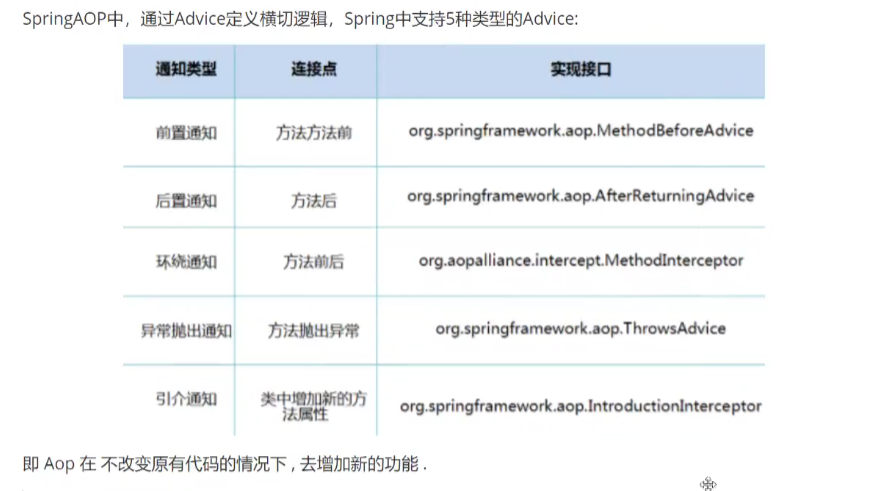 SpringAOP中，通过Advice定义横切逻辑，Spring中支持5种类型的Advice:
通知类型 连接点 实现接口
前置通知 方法方法前 org.springframework.aop.MethodBeforeAdvice
后置通知 方法后 org.springframework.aop.AfterReturningAdvice
环绕通知 方法前后 org.aopalliance.intercept.MethodInterceptor
异常抛出通知 方法抛出异常 org.springframework.aop.ThrowsAdvice
引介通知 类中增加新的方
法属性 org.springframework.aop.IntroductionInterceptor
即 Aop 在 不改变原有代码的情况下 , 去增加新的功能 .